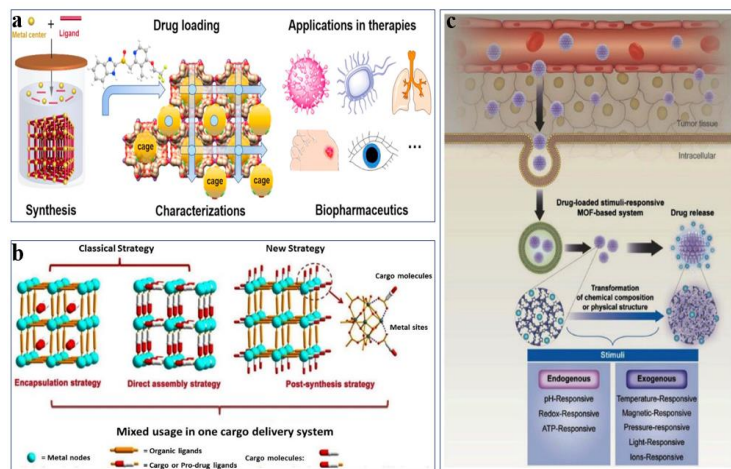 a
+
Metal center
Ligand
Drug loading
Applications in therapies
cage
cage
cage
cage
...
Synthesis
Characterizations
Biopharmaceutics
b
Classical Strategy
New Strategy
Cargo molecules
Metal sites
Encapsulation strategy
Direct assembly strategy
Post-synthesis strategy
Mixed usage in one cargo delivery system
= Metal nodes
= Organic ligands
= Cargo or Pro-drug ligands
Cargo molecules:
c
Tumor tissue
Intracellular
Drug-loaded stimuli-responsive
MOF-based system
Drug release
Transformation
of chemical composition
or physical structure
Stimuli
Endogenous
pH-Responsive
Redox-Responsive
ATP-Responsive
Exogenous
Temperature-Responsive
Magnetic-Responsive
Pressure-responsive
Light-Responsive
Ions-Responsive